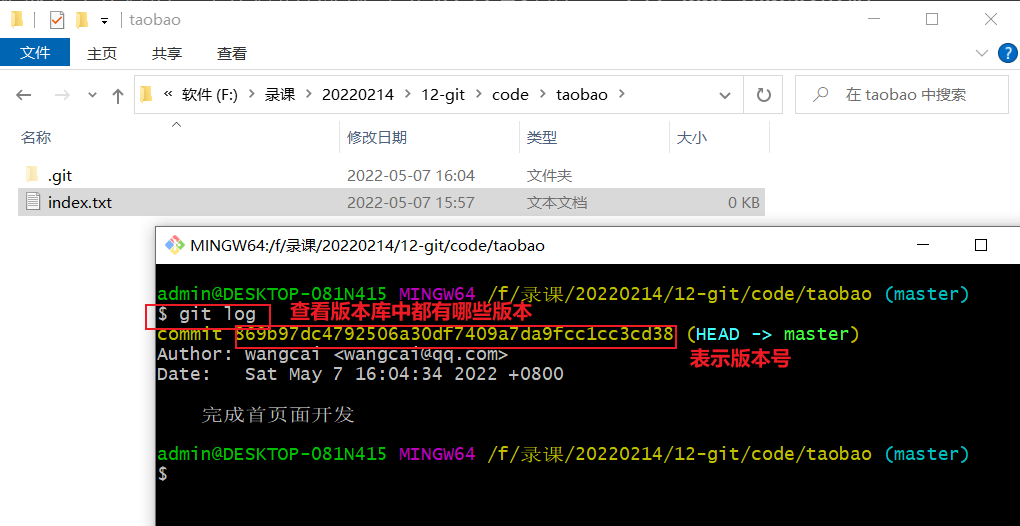 taobao
文件 主页 共享 查看
« 软件 (F:) > 录课 > 20220214 > 12-git > code > taobao > 在 taobao 中搜索
名称 修改日期 类型 大小
.git 2022-05-07 16:04 文件夹
index.txt 2022-05-07 15:57 文本文档 0 KB
MINGW64:/f/录课/20220214/12-git/code/taobao
admin@DESKTOP-081N415 MINGW64 /f/录课/20220214/12-git/code/taobao (master)
$ git log 查看版本库中都有哪些版本
commit 869b97dc4792506a30df7409a7da9fcc1cc3cd38 (HEAD -> master)
Author: wangcai <wangcai@qq.com> 表示版本号
Date: Sat May 7 16:04:34 2022 +0800
完成首页面开发
admin@DESKTOP-081N415 MINGW64 /f/录课/20220214/12-git/code/taobao (master)
$